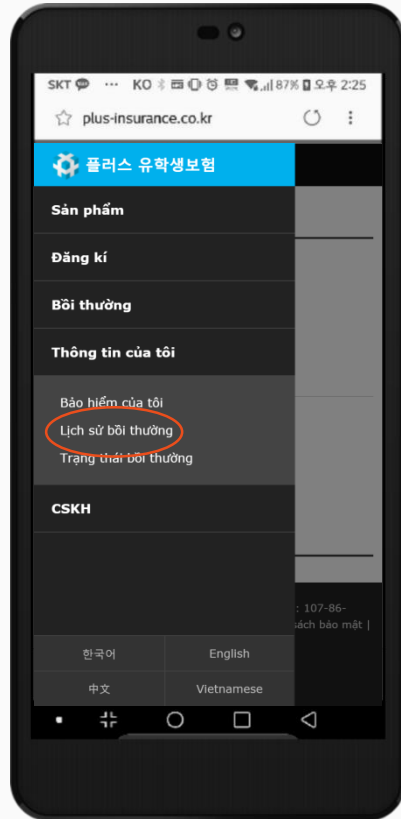 SKT ··· KO 87% 오후 2:25
plus-insurance.co.kr
플러스 유학생보험
Sản phẩm
Đăng kí
Bồi thường
Thông tin của tôi
Bảo hiểm của tôi
Lịch sử bồi thường
Trạng thái bồi thường
CSKH
: 107-86-
sách bảo mật |
한국어 English
中文 Vietnamese